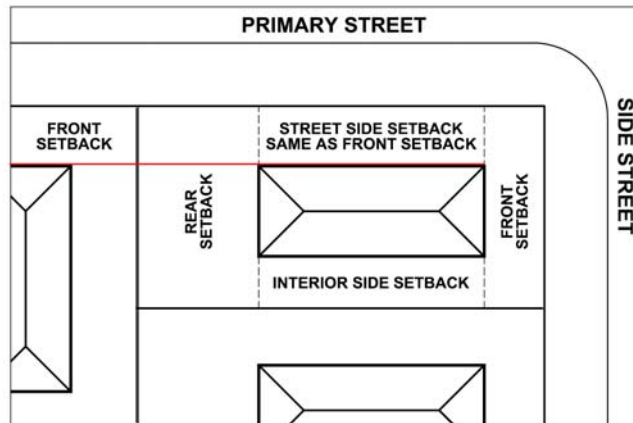 PRIMARY STREET
SIDE STREET
FRONT
SETBACK
STREET SIDE SETBACK
SAME AS FRONT SETBACK
REAR
SETBACK
FRONT
SETBACK
INTERIOR SIDE SETBACK